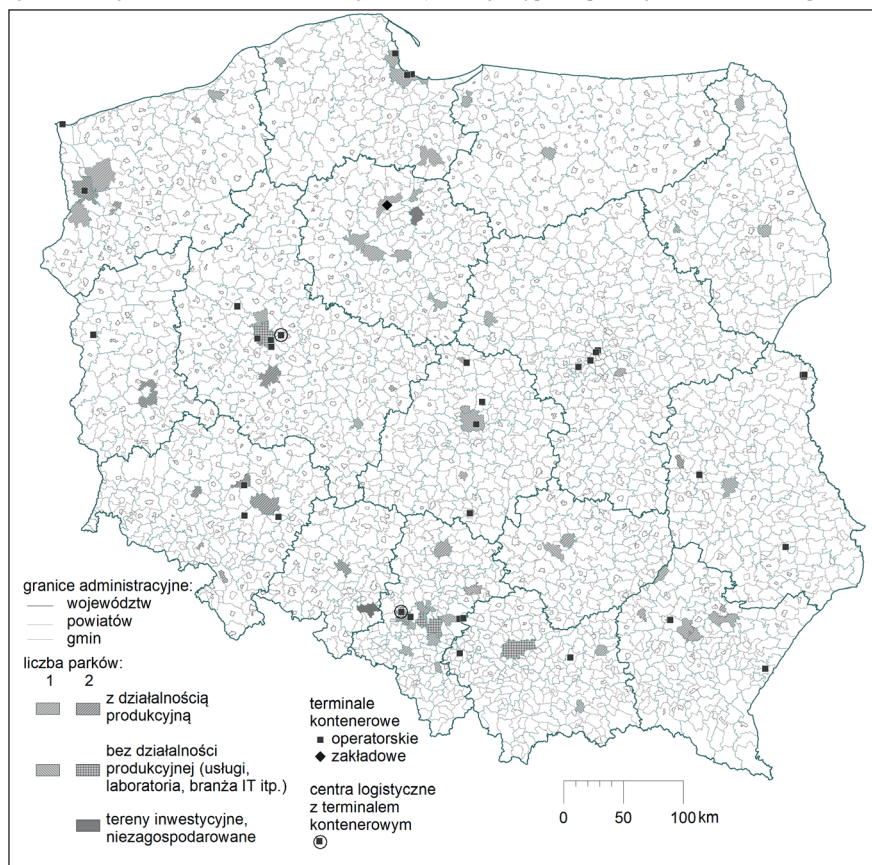 granice administracyjne:
województw
powiatów
gmin
liczba parków:
1 2
z działalnością
produkcyjną
bez działalności
produkcyjnej (usługi,
laboratoria, branża IT itp.)
tereny inwestycyjne,
niezagospodarowane
terminale
kontenerowe
operatorskie
zakładowe
centra logistyczne
z terminalem
kontenerowym
0 50 100 km